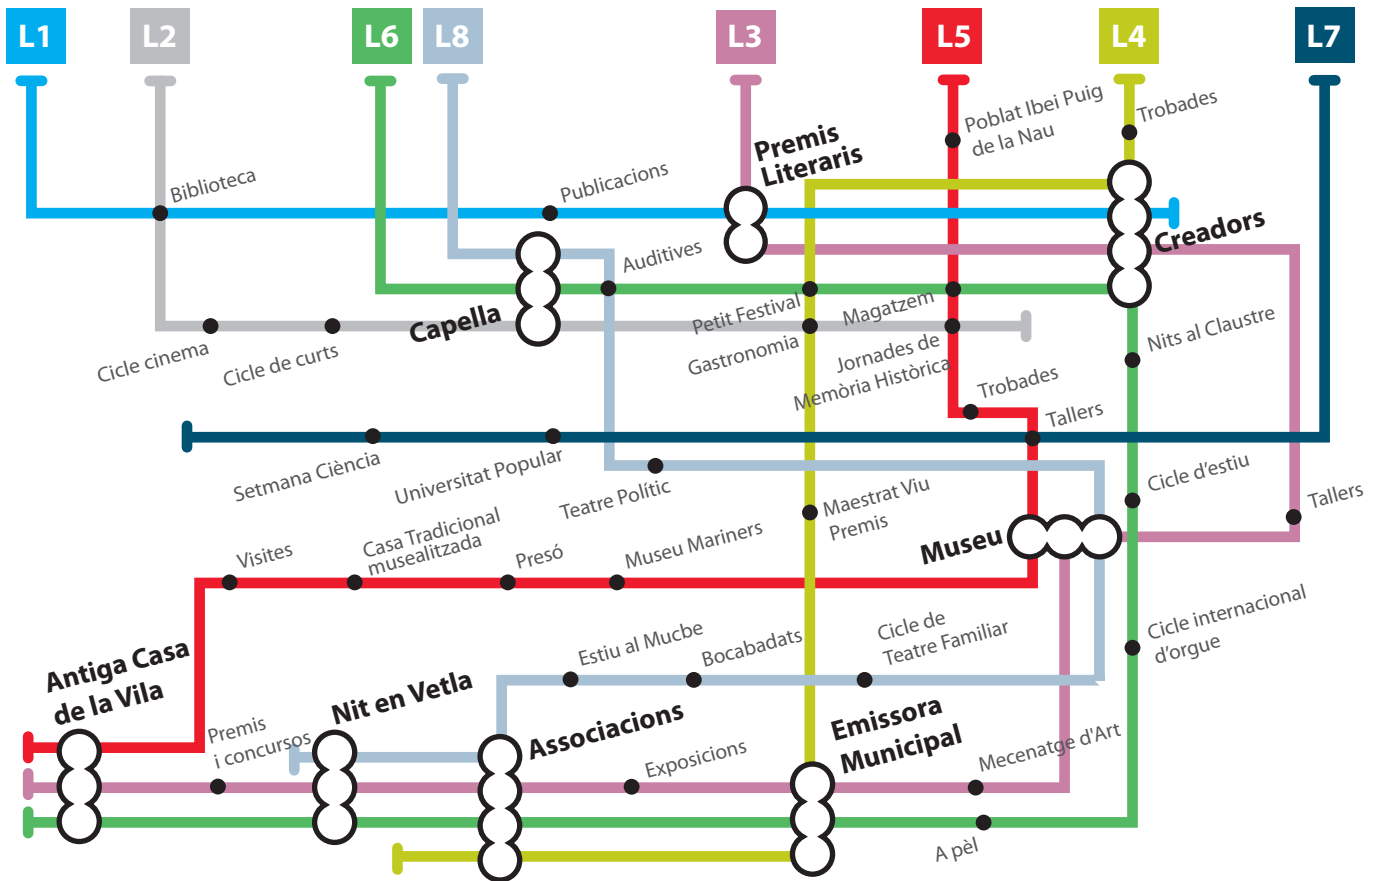 L1
L2
L6
L8
L3
L5
L4
L7
Poblat Ibei Puig
de la Nau
Trobades
Premis
Literaris
Biblioteca
Publicacions
Creadors
Auditives
Capella
Petit Festival
Magatzem
Gastronomia
Jornades de
Memòria Històrica
Nits al Claustre
Cicle cinema
Cicle de curts
Trobades
Tallers
Setmana Ciència
Universitat Popular
Teatre Polític
Cicle d'estiu
Tallers
Maestrat Viu
Premis
Museu
Visites
Casa Tradicional
musealitzada
Presó
Museu Mariners
Cicle internacional
d'orgue
Estiu al Mucbe
Bocabadats
Cicle de
Teatre Familiar
Antiga Casa
de la Vila
Premis
i concursos
Nit en Vetla
Associacions
Exposicions
Emissora
Municipal
Mecenatge d'Art
A pèl